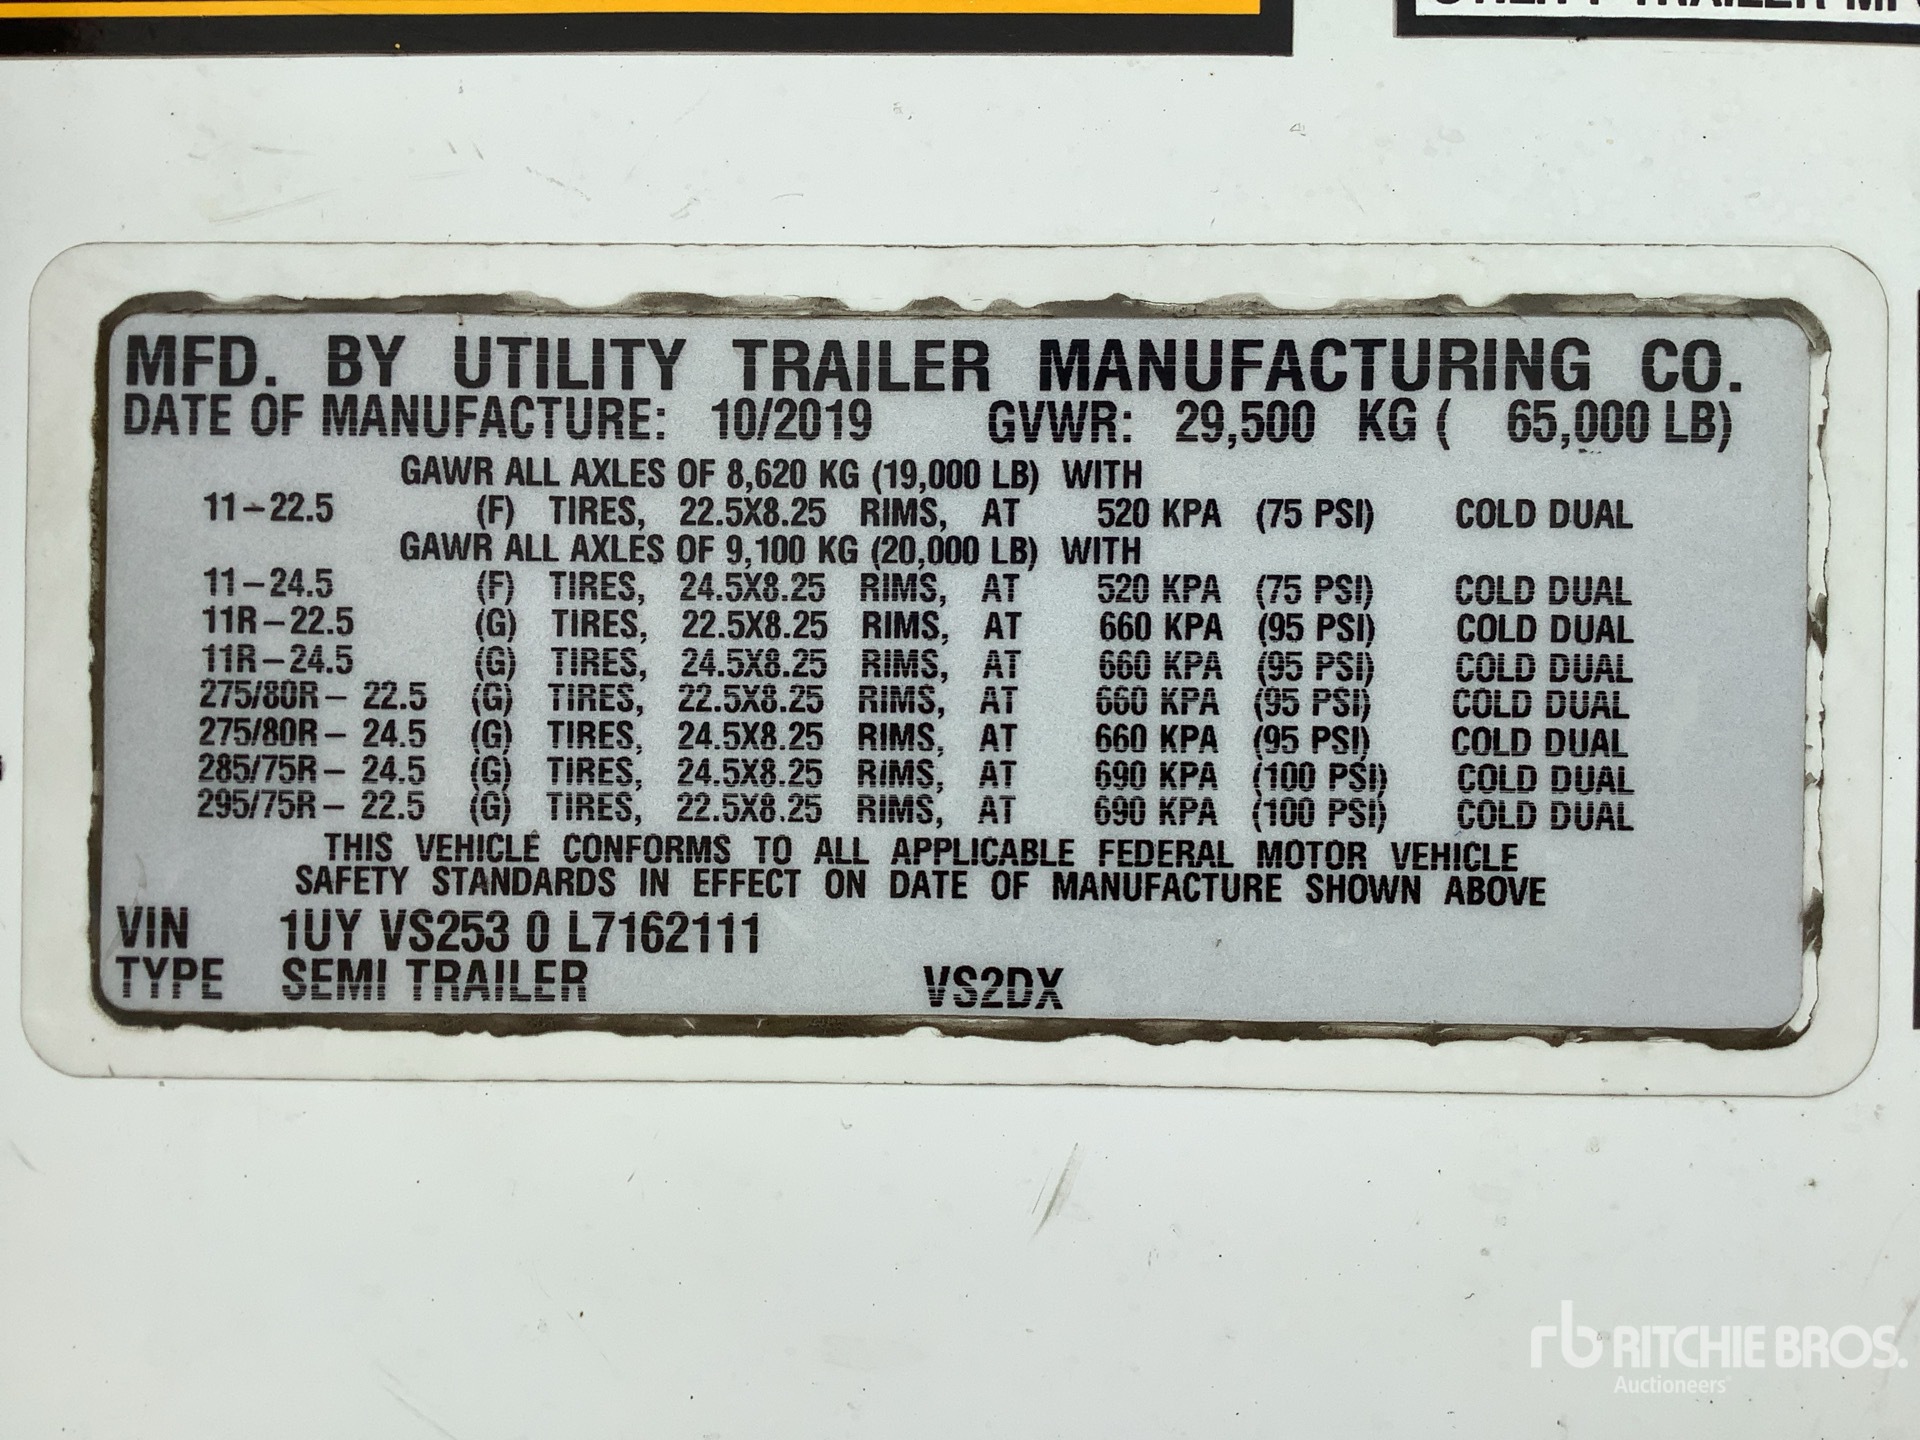 MFD. BY UTILITY TRAILER MANUFACTURING CO.
DATE OF MANUFACTURE: 10/2019 GVWR: 29,500 KG ( 65,000 LB)
GAWR ALL AXLES OF 8,620 KG (19,000 LB) WITH
11-22.5 (F) TIRES, 22.5X8.25 RIMS, AT 520 KPA (75 PSI) COLD DUAL
GAWR ALL AXLES OF 9,100 KG (20,000 LB) WITH
11-24.5 (F) TIRES, 24.5X8.25 RIMS, AT 520 KPA (75 PSI) COLD DUAL
11R-22.5 (G) TIRES, 22.5X8.25 RIMS, AT 660 KPA (95 PSI) COLD DUAL
11R-24.5 (G) TIRES, 24.5X8.25 RIMS, AT 660 KPA (95 PSI) COLD DUAL
275/80R- 22.5 (G) TIRES, 22.5X8.25 RIMS, AT 660 KPA (95 PSI) COLD DUAL
275/80R- 24.5 (G) TIRES, 24.5X8.25 RIMS, AT 660 KPA (95 PSI) COLD DUAL
285/75R- 24.5 (G) TIRES, 24.5X8.25 RIMS, AT 690 KPA (100 PSI) COLD DUAL
295/75R- 22.5 (G) TIRES, 22.5X8.25 RIMS, AT 690 KPA (100 PSI) COLD DUAL
THIS VEHICLE CONFORMS TO ALL APPLICABLE FEDERAL MOTOR VEHICLE
SAFETY STANDARDS IN EFFECT ON DATE OF MANUFACTURE SHOWN ABOVE
VIN 1UY VS253 0 L7162111
TYPE SEMI TRAILER VS2DX
rb RITCHIE BROS.
Auctioneers